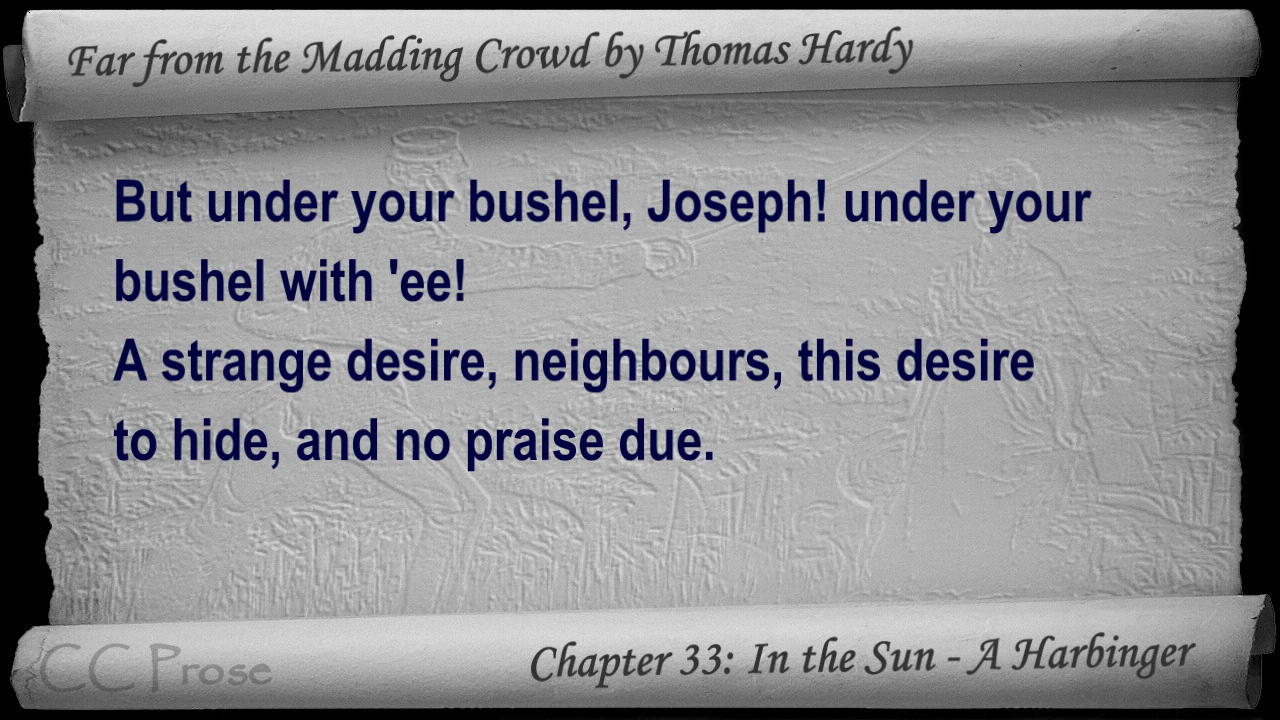 Far from the Madding Crowd by Thomas Hardy
But under your bushel, Joseph! under your
bushel with 'ee!
A strange desire, neighbours, this desire
to hide, and no praise due.
CC Prose
Chapter 33: In the Sun - A Harbinger